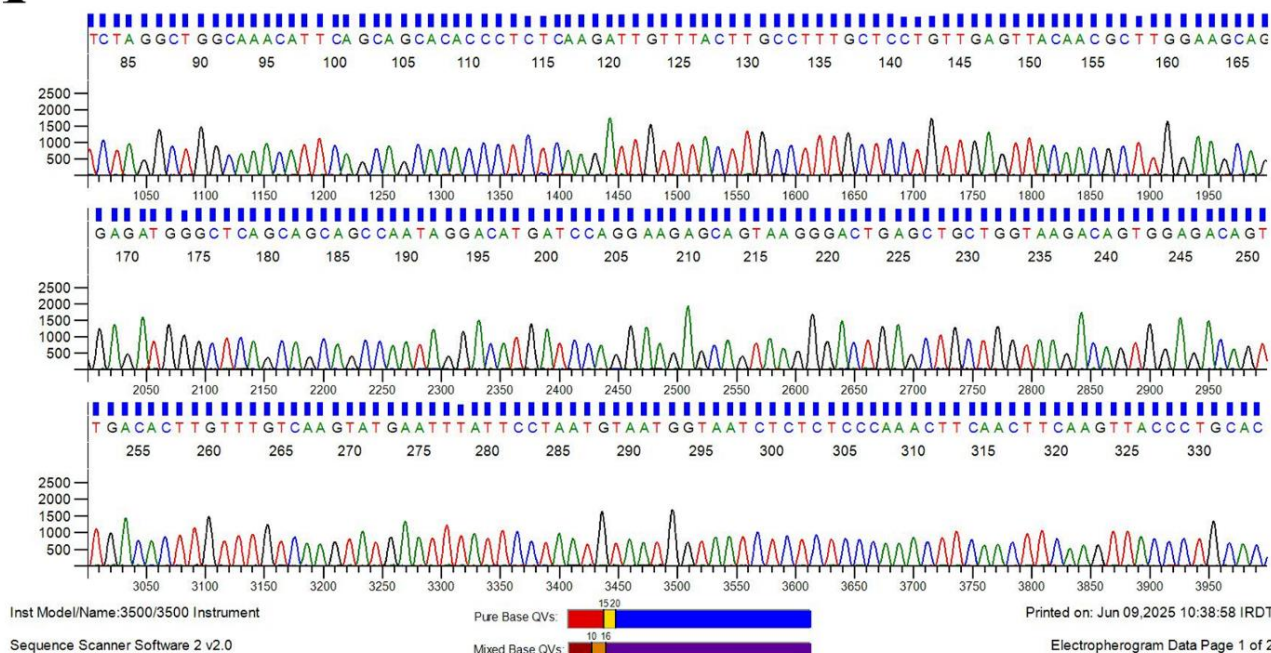 TCTAGGCTGGCAAACATTCAGCAGCACACCCTCTCAAGATTGTTTACTTGCCTTTGCTCCTGTTGAGTTACAACGCTTGGAAGCAG
85 90 95 100 105 110 115 120 125 130 135 140 145 150 155 160 165
2500
2000
1500
1000
500
1050 1100 1150 1200 1250 1300 1350 1400 1450 1500 1550 1600 1650 1700 1750 1800 1850 1900 1950
GAGATGGGCTCAGCAGCAGCCAATAGGACATGATCCAGGAAGAGCAGTAAGGGACTGAGCTGCTGGTAAGACAGTGGAGACAGT
170 175 180 185 190 195 200 205 210 215 220 225 230 235 240 245 250
2500
2000
1500
1000
500
2050 2100 2150 2200 2250 2300 2350 2400 2450 2500 2550 2600 2650 2700 2750 2800 2850 2900 2950
TGACACTTGTTTGTCAAGTATGAATTTATTCCTAATGTAATGGTAATCTCTCTCCCAAACTTCAACTTCAAGTTACCCTGCAC
255 260 265 270 275 280 285 290 295 300 305 310 315 320 325 330
2500
2000
1500
1000
500
3050 3100 3150 3200 3250 3300 3350 3400 3450 3500 3550 3600 3650 3700 3750 3800 3850 3900 3950
Inst Model/Name:3500/3500 Instrument
Sequence Scanner Software 2 v2.0
1520
Pure Base QVs:
10 16
Mixed Base QVs:
Printed on: Jun 09,2025 10:38:58 IRDT
Electropherogram Data Page 1 of 2